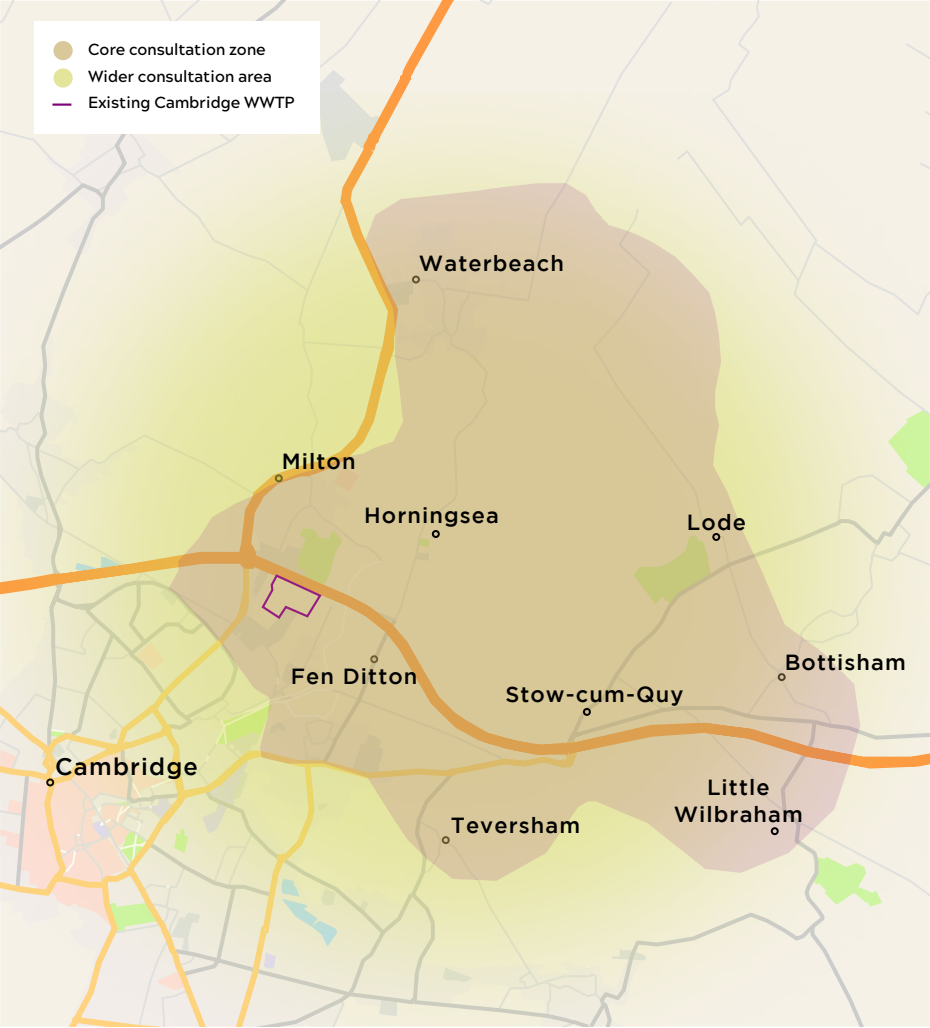 Core consultation zone
Wider consultation area
Existing Cambridge WWTP
Waterbeach
Milton
Horningsea
Lode
Fen Ditton
Bottisham
Stow-cum-Quy
Cambridge
Little
Wilbraham
Teversham